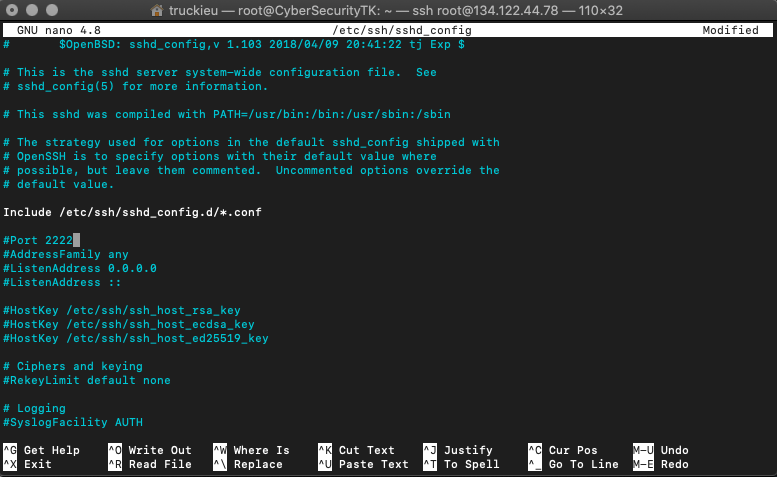 truckieu — root@CyberSecurityTK: ~ — ssh root@134.122.44.78 — 110×32
GNU nano 4.8 /etc/ssh/sshd_config Modified
#       $OpenBSD: sshd_config,v 1.103 2018/04/09 20:41:22 tj Exp $
# This is the sshd server system-wide configuration file.  See
# sshd_config(5) for more information.
# This sshd was compiled with PATH=/usr/bin:/bin:/usr/sbin:/sbin
# The strategy used for options in the default sshd_config shipped with
# OpenSSH is to specify options with their default value where
# possible, but leave them commented.  Uncommented options override the
# default value.
Include /etc/ssh/sshd_config.d/*.conf
#Port 2222
#AddressFamily any
#ListenAddress 0.0.0.0
#ListenAddress ::
#HostKey /etc/ssh/ssh_host_rsa_key
#HostKey /etc/ssh/ssh_host_ecdsa_key
#HostKey /etc/ssh/ssh_host_ed25519_key
# Ciphers and keying
#RekeyLimit default none
# Logging
#SyslogFacility AUTH
^G Get Help ^O Write Out ^W Where Is ^K Cut Text ^J Justify ^C Cur Pos M-U Undo
^X Exit ^R Read File ^\ Replace ^U Paste Text ^T To Spell ^_ Go To Line M-E Redo